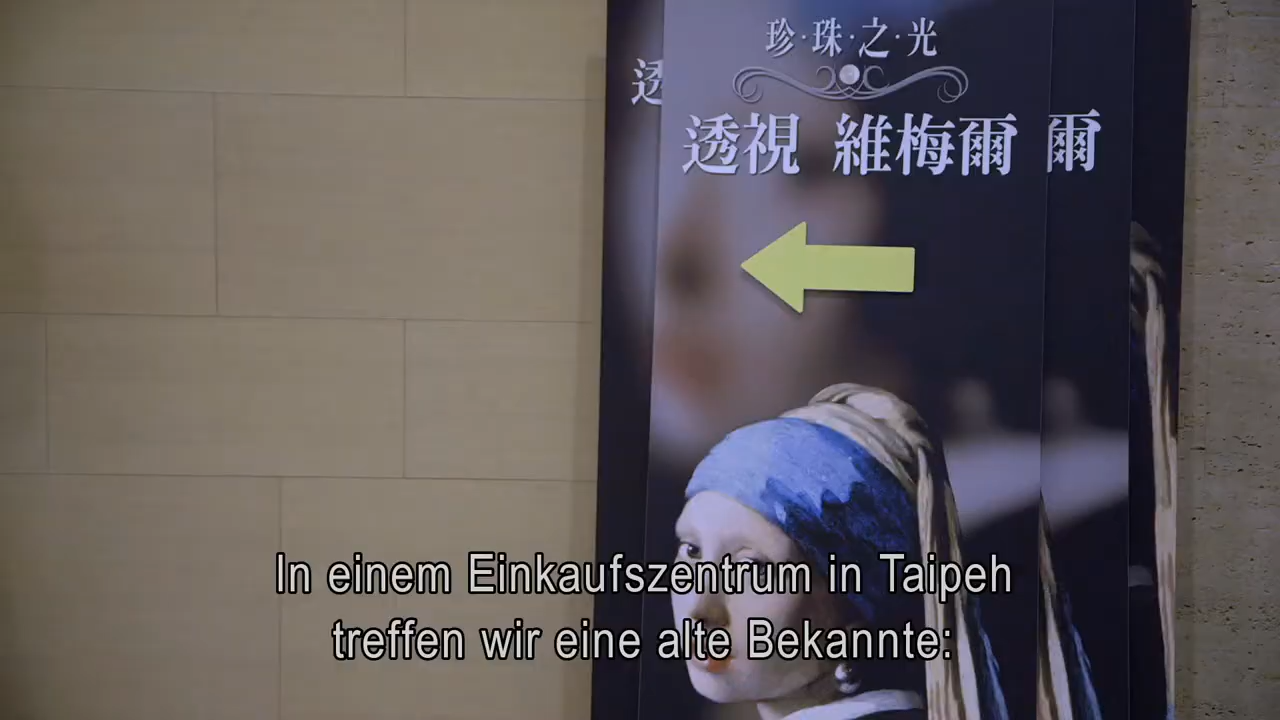 珍·珠·之·光
透
透視 維梅爾
爾
In einem Einkaufszentrum in Taipeh
treffen wir eine alte Bekannte: